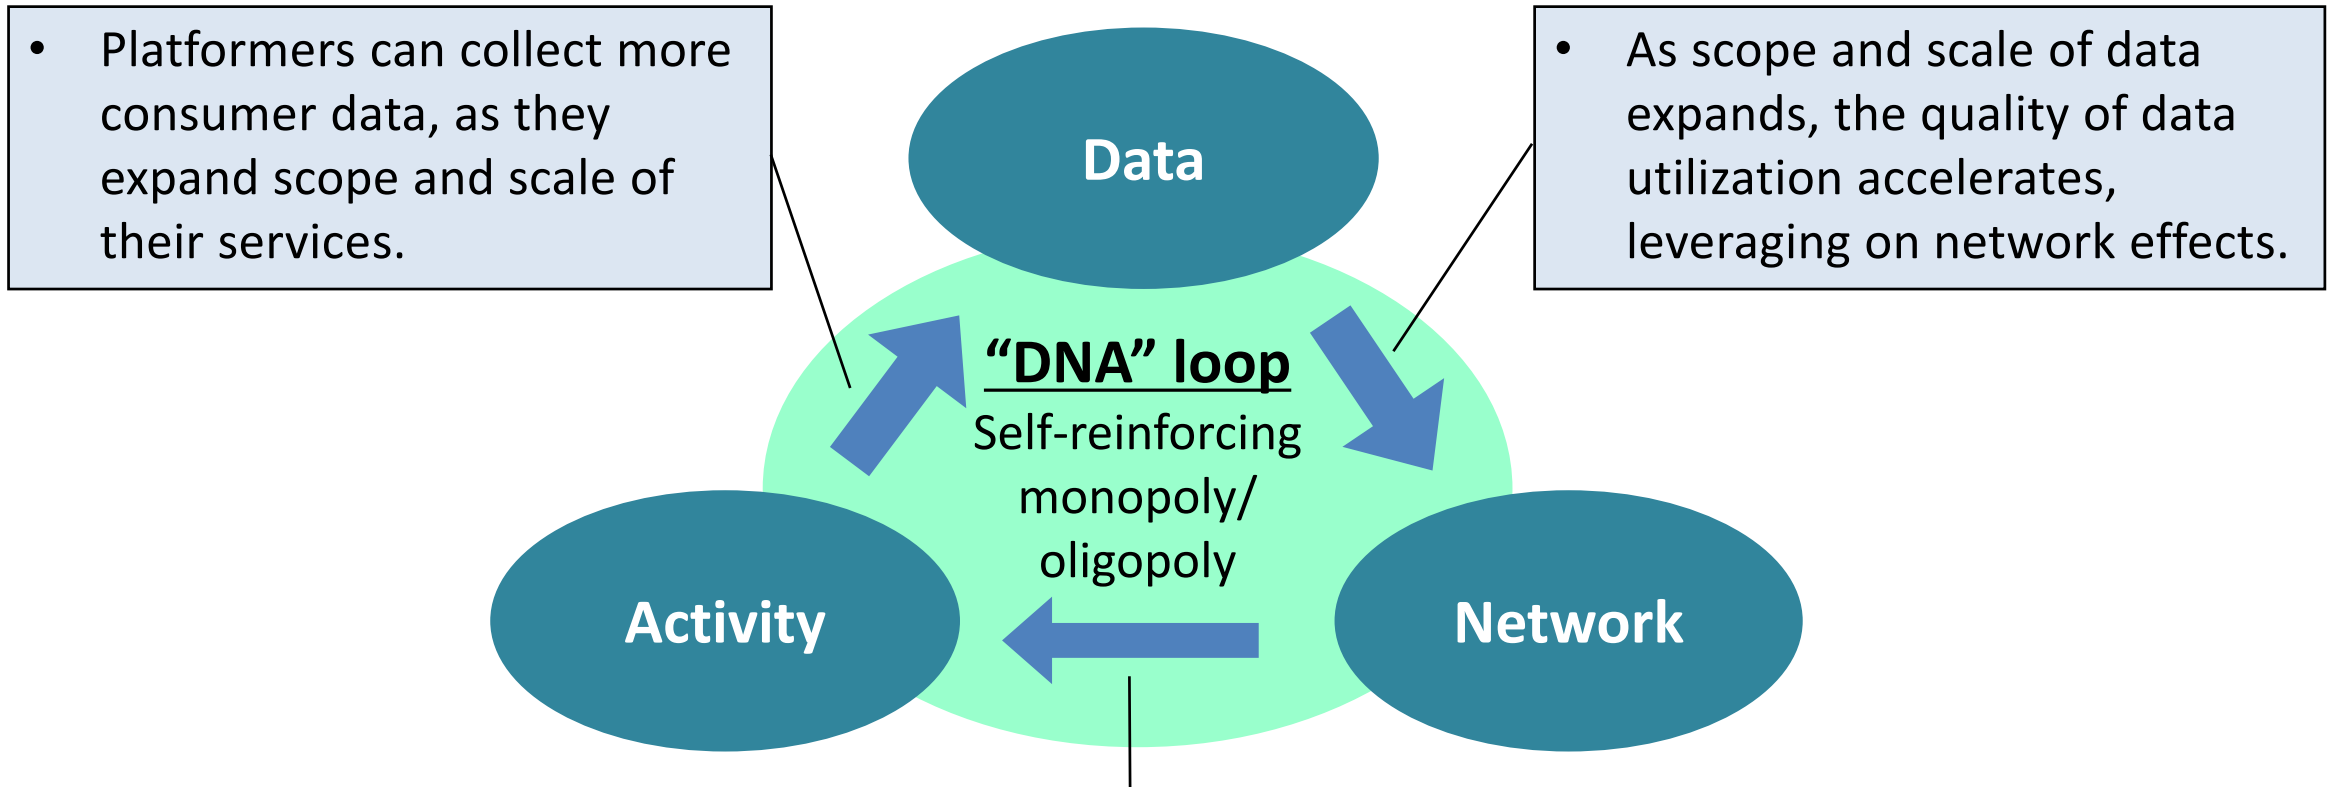 • Platformers can collect more
consumer data, as they
expand scope and scale of
their services.
Data
• As scope and scale of data
expands, the quality of data
utilization accelerates,
leveraging on network effects.
“DNA” loop
Self-reinforcing
monopoly/
oligopoly
Activity
Network